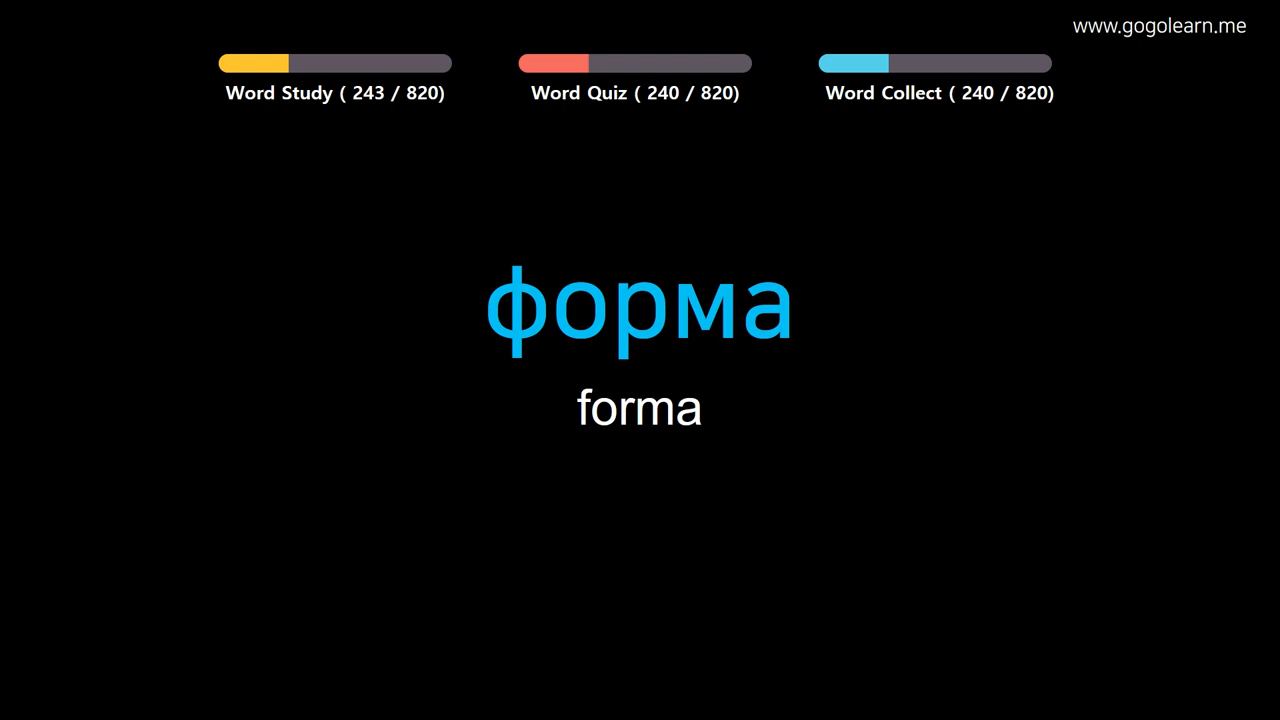 www.gogolearn.me
Word Study ( 243 / 820)
Word Quiz ( 240 / 820)
Word Collect ( 240 / 820)
форма
forma